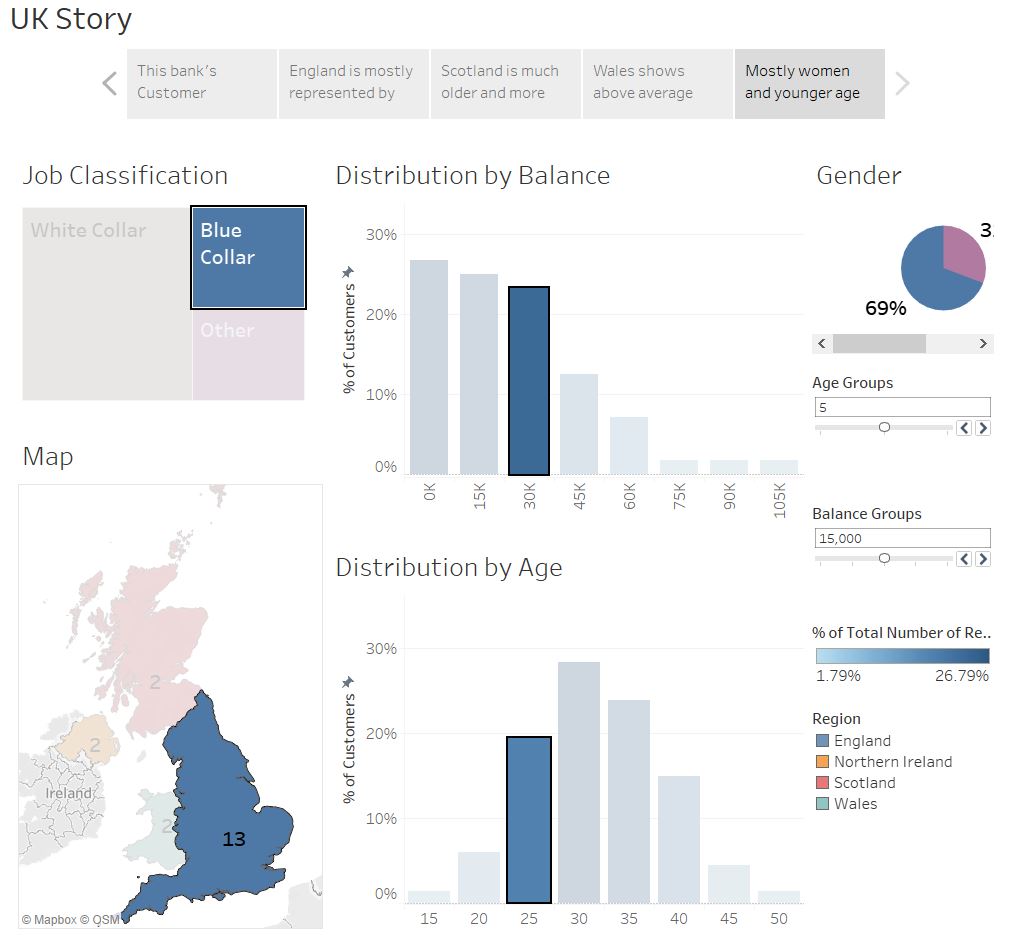 UK Story
This bank's
Customer
England is mostly
represented by
Scotland is much
older and more
Wales shows
above average
Mostly women
and younger age
Job Classification
White Collar
Blue
Collar
Other
Distribution by Balance
% of Customers
30%
20%
10%
0%
0K
15K
30K
45K
60K
75K
90K
105K
Gender
3
69%
Age Groups
5
Balance Groups
15,000
% of Total Number of Re..
1.79%
26.79%
Region
England
Northern Ireland
Scotland
Wales
Map
2
2
Ireland
2
13
© Mapbox © OSM
Distribution by Age
% of Customers
30%
20%
10%
0%
15
20
25
30
35
40
45
50